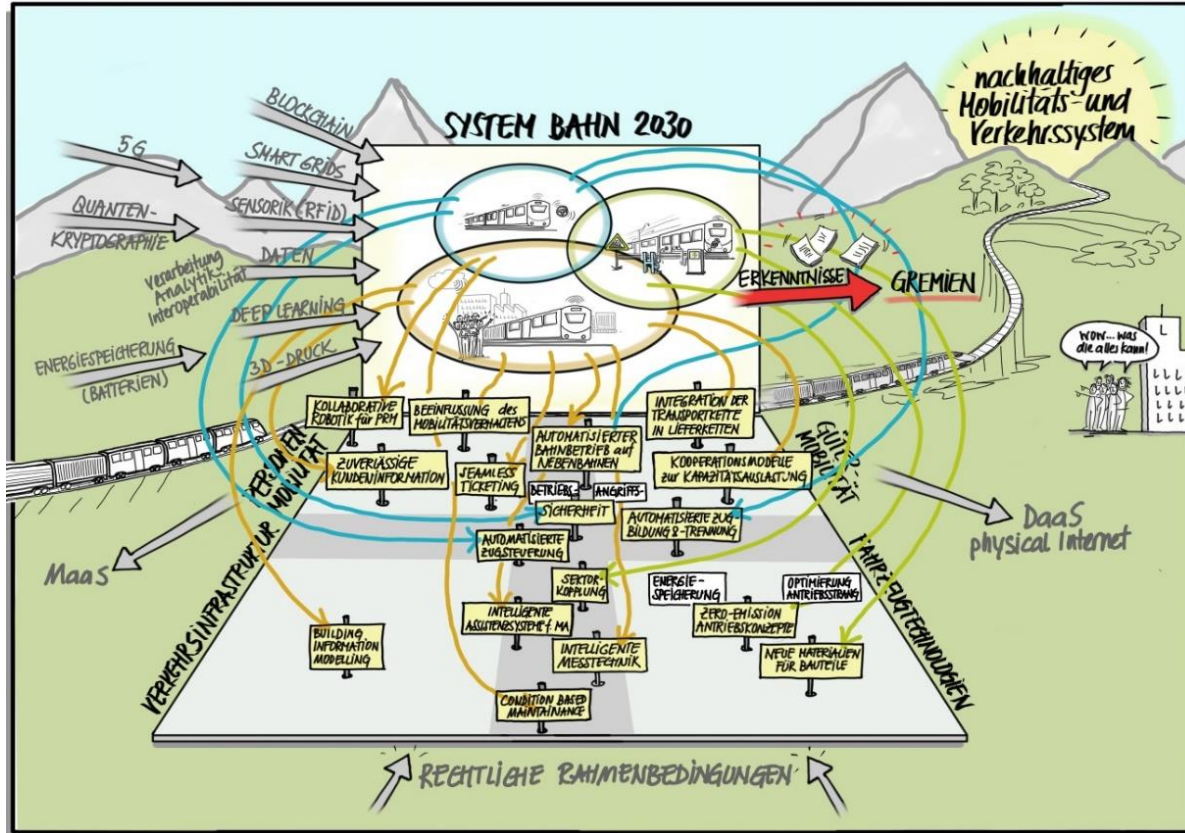 nachhaltiges
Mobilitäts- und
Verkehrssystem
SYSTEM BAHN 2030
BLOCKCHAIN
5G
SMART GRIDS
QUANTEN-
KRYPTOGRAPHIE
SENSORIK (RFiD)
DATEN
Verarbeitung
Analytik
Interoperabilität
DEEP LEARNING
ENERGIESPEICHERUNG
(BATTERIEN)
3D-DRUCK
ERKENNTNISSE
GREMIEN
WOW... was
die alles kann!
KOLLABORATIVE
ROBOTIK für PRM
BEEINFLUSSUNG des
MOBILITÄTSVERHALTENS
AUTOMATISIERTER
BAHNBETRIEB auf
NEBENBAHNEN
INTEGRATION DER
TRANSPORTKETTE
IN LIEFERKETTEN
PERSONEN
MOBILITÄT
GÜTER-
MOBILITÄT
ZUVERLÄSSIGE
KUNDENINFORMATION
SEAMLESS
TICKETING
KOOPERATIONSMODELLE
zur KAPAZITÄTSAUSLASTUNG
BETRIEBS-
ANGRIFFS-
SICHERHEIT
AUTOMATISIERTE ZUG-
BILDUNG & -TRENNUNG
AUTOMATISIERTE
ZUGSTEUERUNG
MaaS
DaaS
physical Internet
VERKEHRSINFRASTRUKTUR
FAHRZEUGTECHNOLOGIEN
SEKTOR-
KOPPLUNG
ENERGIE-
SPEICHERUNG
OPTIMIERUNG
ANTRIEBSSTRANG
INTELLIGENTE
ASSISTENZSYSTEME f. MA
ZERO-EMISSION
ANTRIEBSKONZEPTE
BUILDING
INFORMATION
MODELLING
INTELLIGENTE
MESSTECHNIK
NEUE MATERIALIEN
FÜR BAUTEILE
CONDITION BASED
MAINTAINANCE
RECHTLICHE RAHMENBEDINGUNGEN